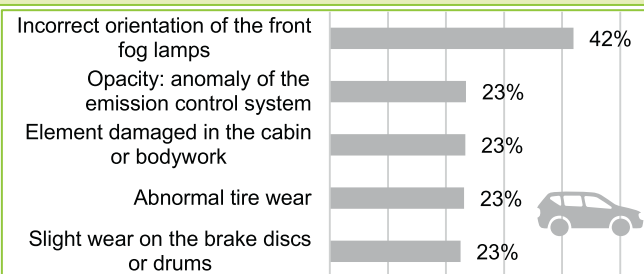 Incorrect orientation of the front
fog lamps
42%
Opacity: anomaly of the
emission control system
23%
Element damaged in the cabin
or bodywork
23%
Abnormal tire wear
23%
Slight wear on the brake discs
or drums
23%